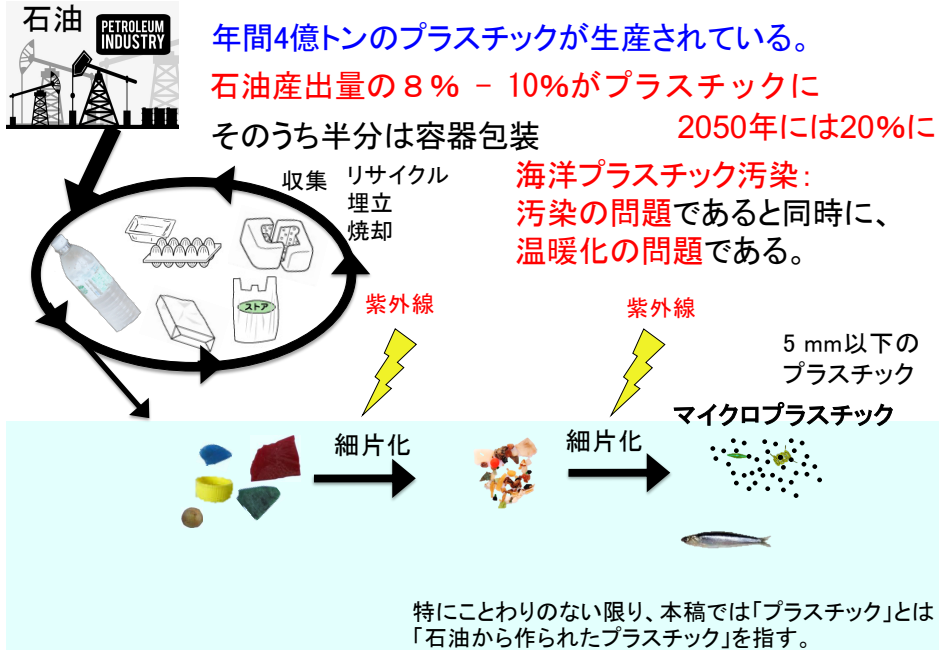 石油
PETROLEUM
INDUSTRY
年間4億トンのプラスチックが生産されている。
石油産出量の8% - 10%がプラスチックに
そのうち半分は容器包装
2050年には20%に
収集
リサイクル
埋立
焼却
海洋プラスチック汚染:
汚染の問題であると同時に、
温暖化の問題である。
ストア
紫外線
紫外線
5 mm以下の
プラスチック
マイクロプラスチック
細片化
細片化
特にことわりのない限り、本稿では「プラスチック」とは
「石油から作られたプラスチック」を指す。